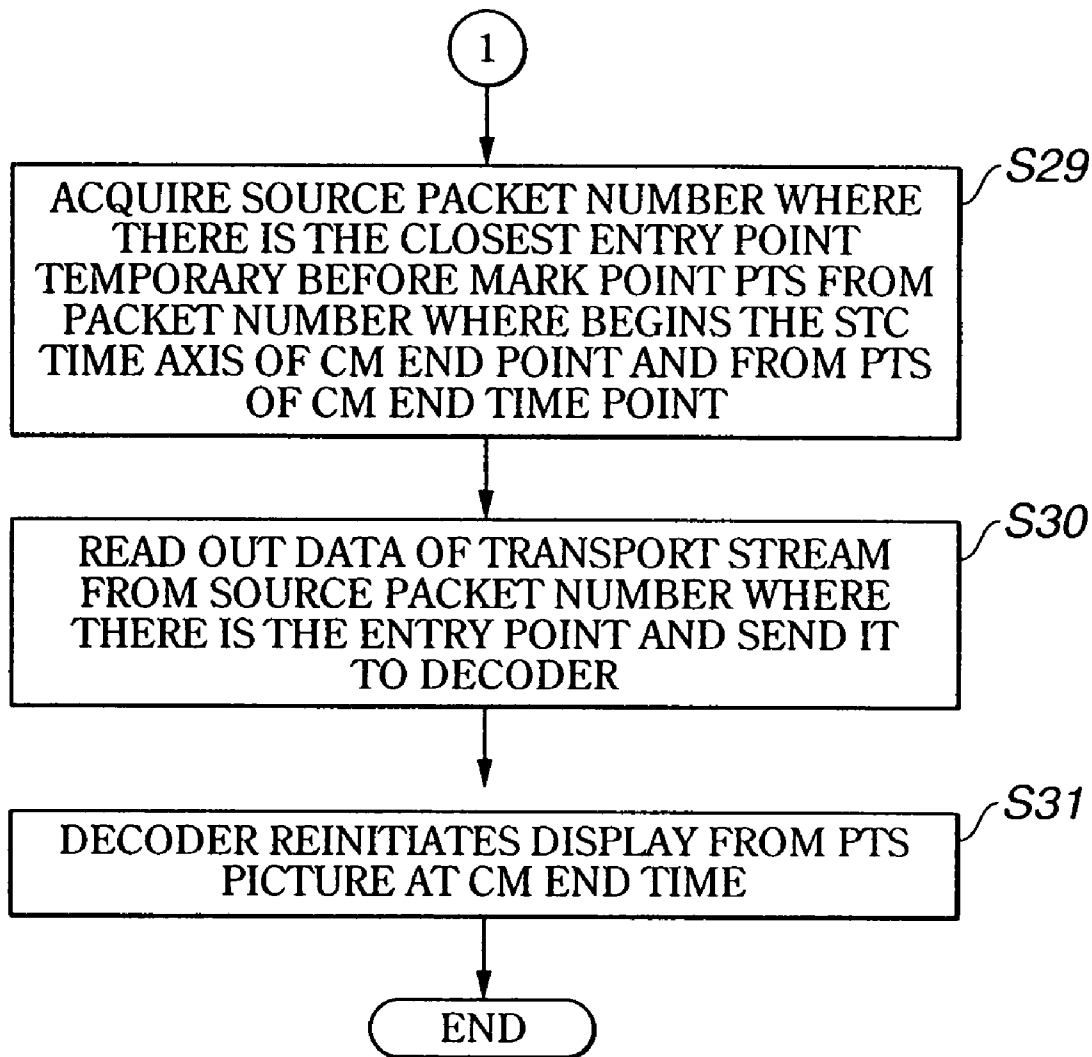 1
S29
ACQUIRE SOURCE PACKET NUMBER WHERE
THERE IS THE CLOSEST ENTRY POINT
TEMPORARY BEFORE MARK POINT PTS FROM
PACKET NUMBER WHERE BEGINS THE STC
TIME AXIS OF CM END POINT AND FROM PTS
OF CM END TIME POINT
S30
READ OUT DATA OF TRANSPORT STREAM
FROM SOURCE PACKET NUMBER WHERE
THERE IS THE ENTRY POINT AND SEND IT
TO DECODER
S31
DECODER REINITIATES DISPLAY FROM PTS
PICTURE AT CM END TIME
END